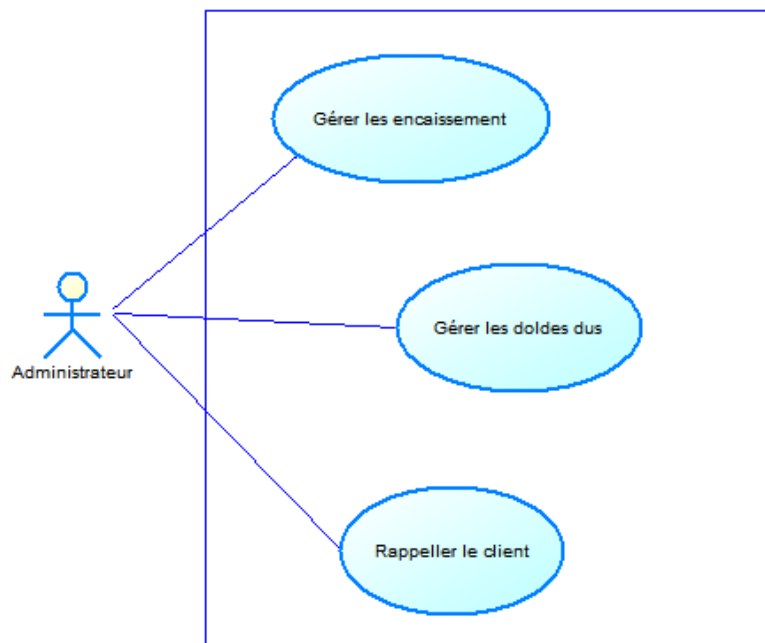 Gérer les encaissement
Gérer les doldes dus
Administrateur
Rappeller le client